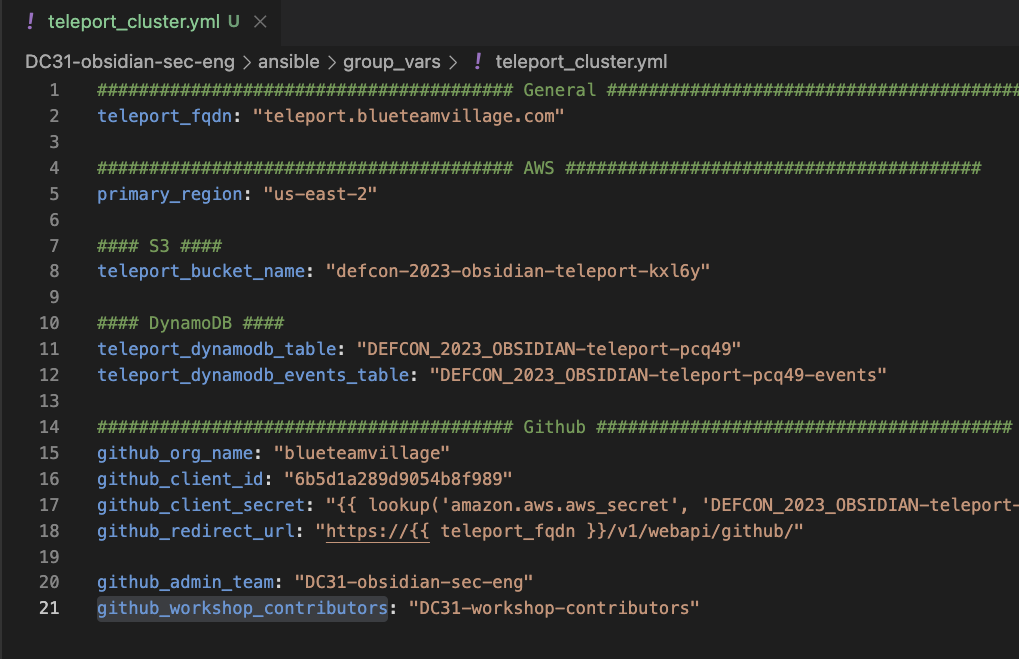 ! teleport_cluster.yml U ×
DC31-obsidian-sec-eng > ansible > group_vars > ! teleport_cluster.yml
1 ######################################## General ########################################
2 teleport_fqdn: "teleport.blueteamvillage.com"
3
4 ######################################## AWS ########################################
5 primary_region: "us-east-2"
6
7 #### S3 ####
8 teleport_bucket_name: "defcon-2023-obsidian-teleport-kxl6y"
9
10 #### DynamoDB ####
11 teleport_dynamodb_table: "DEFCON_2023_OBSIDIAN-teleport-pcq49"
12 teleport_dynamodb_events_table: "DEFCON_2023_OBSIDIAN-teleport-pcq49-events"
13
14 ######################################## Github ########################################
15 github_org_name: "blueteamvillage"
16 github_client_id: "6b5d1a289d9054b8f989"
17 github_client_secret: "{{ lookup('amazon.aws.aws_secret', 'DEFCON_2023_OBSIDIAN-teleport-
18 github_redirect_url: "https://{{ teleport_fqdn }}/v1/webapi/github/"
19
20 github_admin_team: "DC31-obsidian-sec-eng"
21 github_workshop_contributors: "DC31-workshop-contributors"